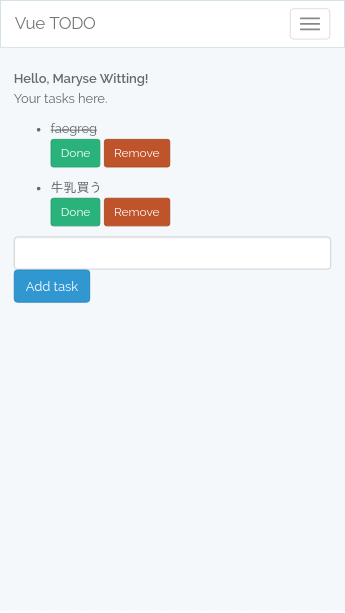 Vue TODO
Hello, Maryse Witting!
Your tasks here.
faegreg
Done Remove
牛乳買う
Done Remove
Add task